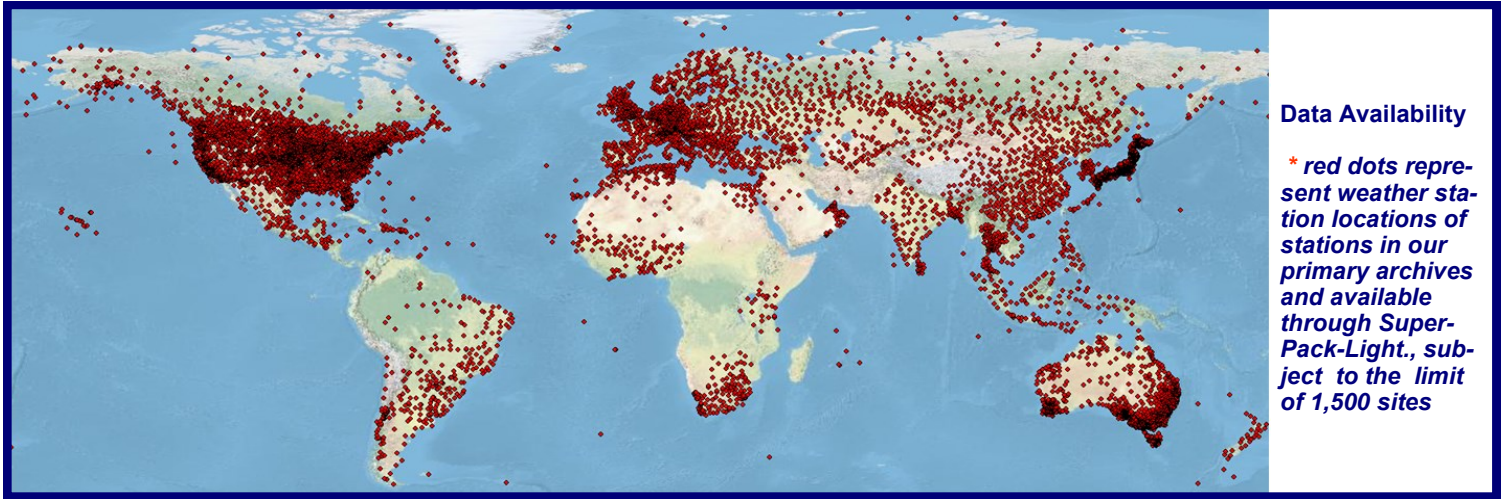 Data Availability
* red dots repre-
sent weather sta-
tion locations of
stations in our
primary archives
and available
through Super-
Pack-Light., sub-
ject to the limit
of 1,500 sites